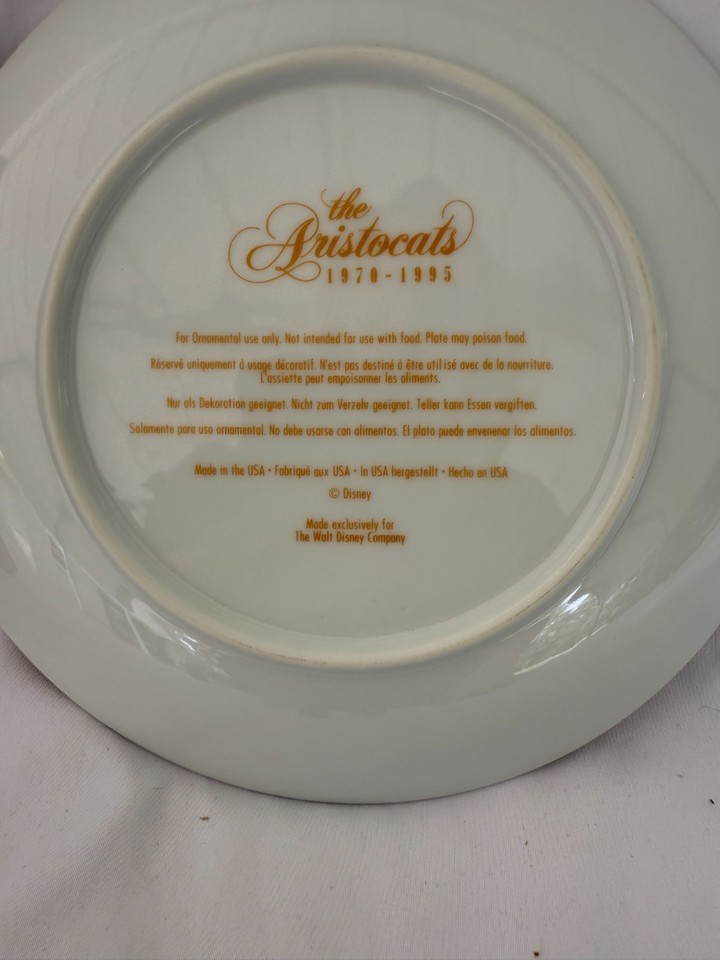 the
Aristocats
1970-1995
For Ornamental use only. Not intended for use with food. Plate may poison food.
Réservé uniquement à usage décoratif. N'est pas destiné á être utilisé avec de la nourriture.
L'assiette peut empoisonner les aliments.
Nur als Dekoration geeignet. Nicht zum Verzehr geeignet. Teller kann Essen vergiften.
Solamente para uso ornamental. No debe usarse con alimentos. El plato puede envenenar los alimentos.
Made in the USA • Fabriqué aux USA • In USA hergestellt • Hecho en USA
© Disney
Made exclusively for
The Walt Disney Company